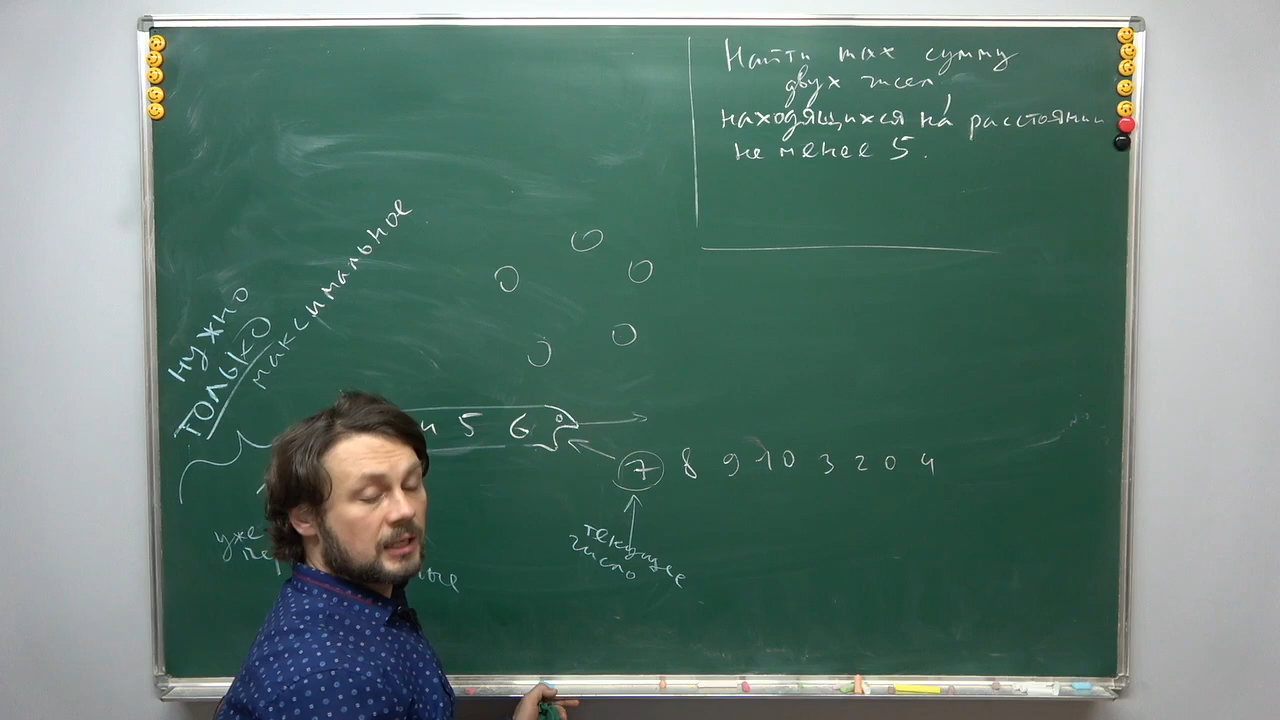 Найти max сумму
двух чисел,
находящихся на расстоянии
не менее 5.
нужно
только
максимальное
4 5 6
7 8 9 10 3 2 0 4
уже
текущее
число